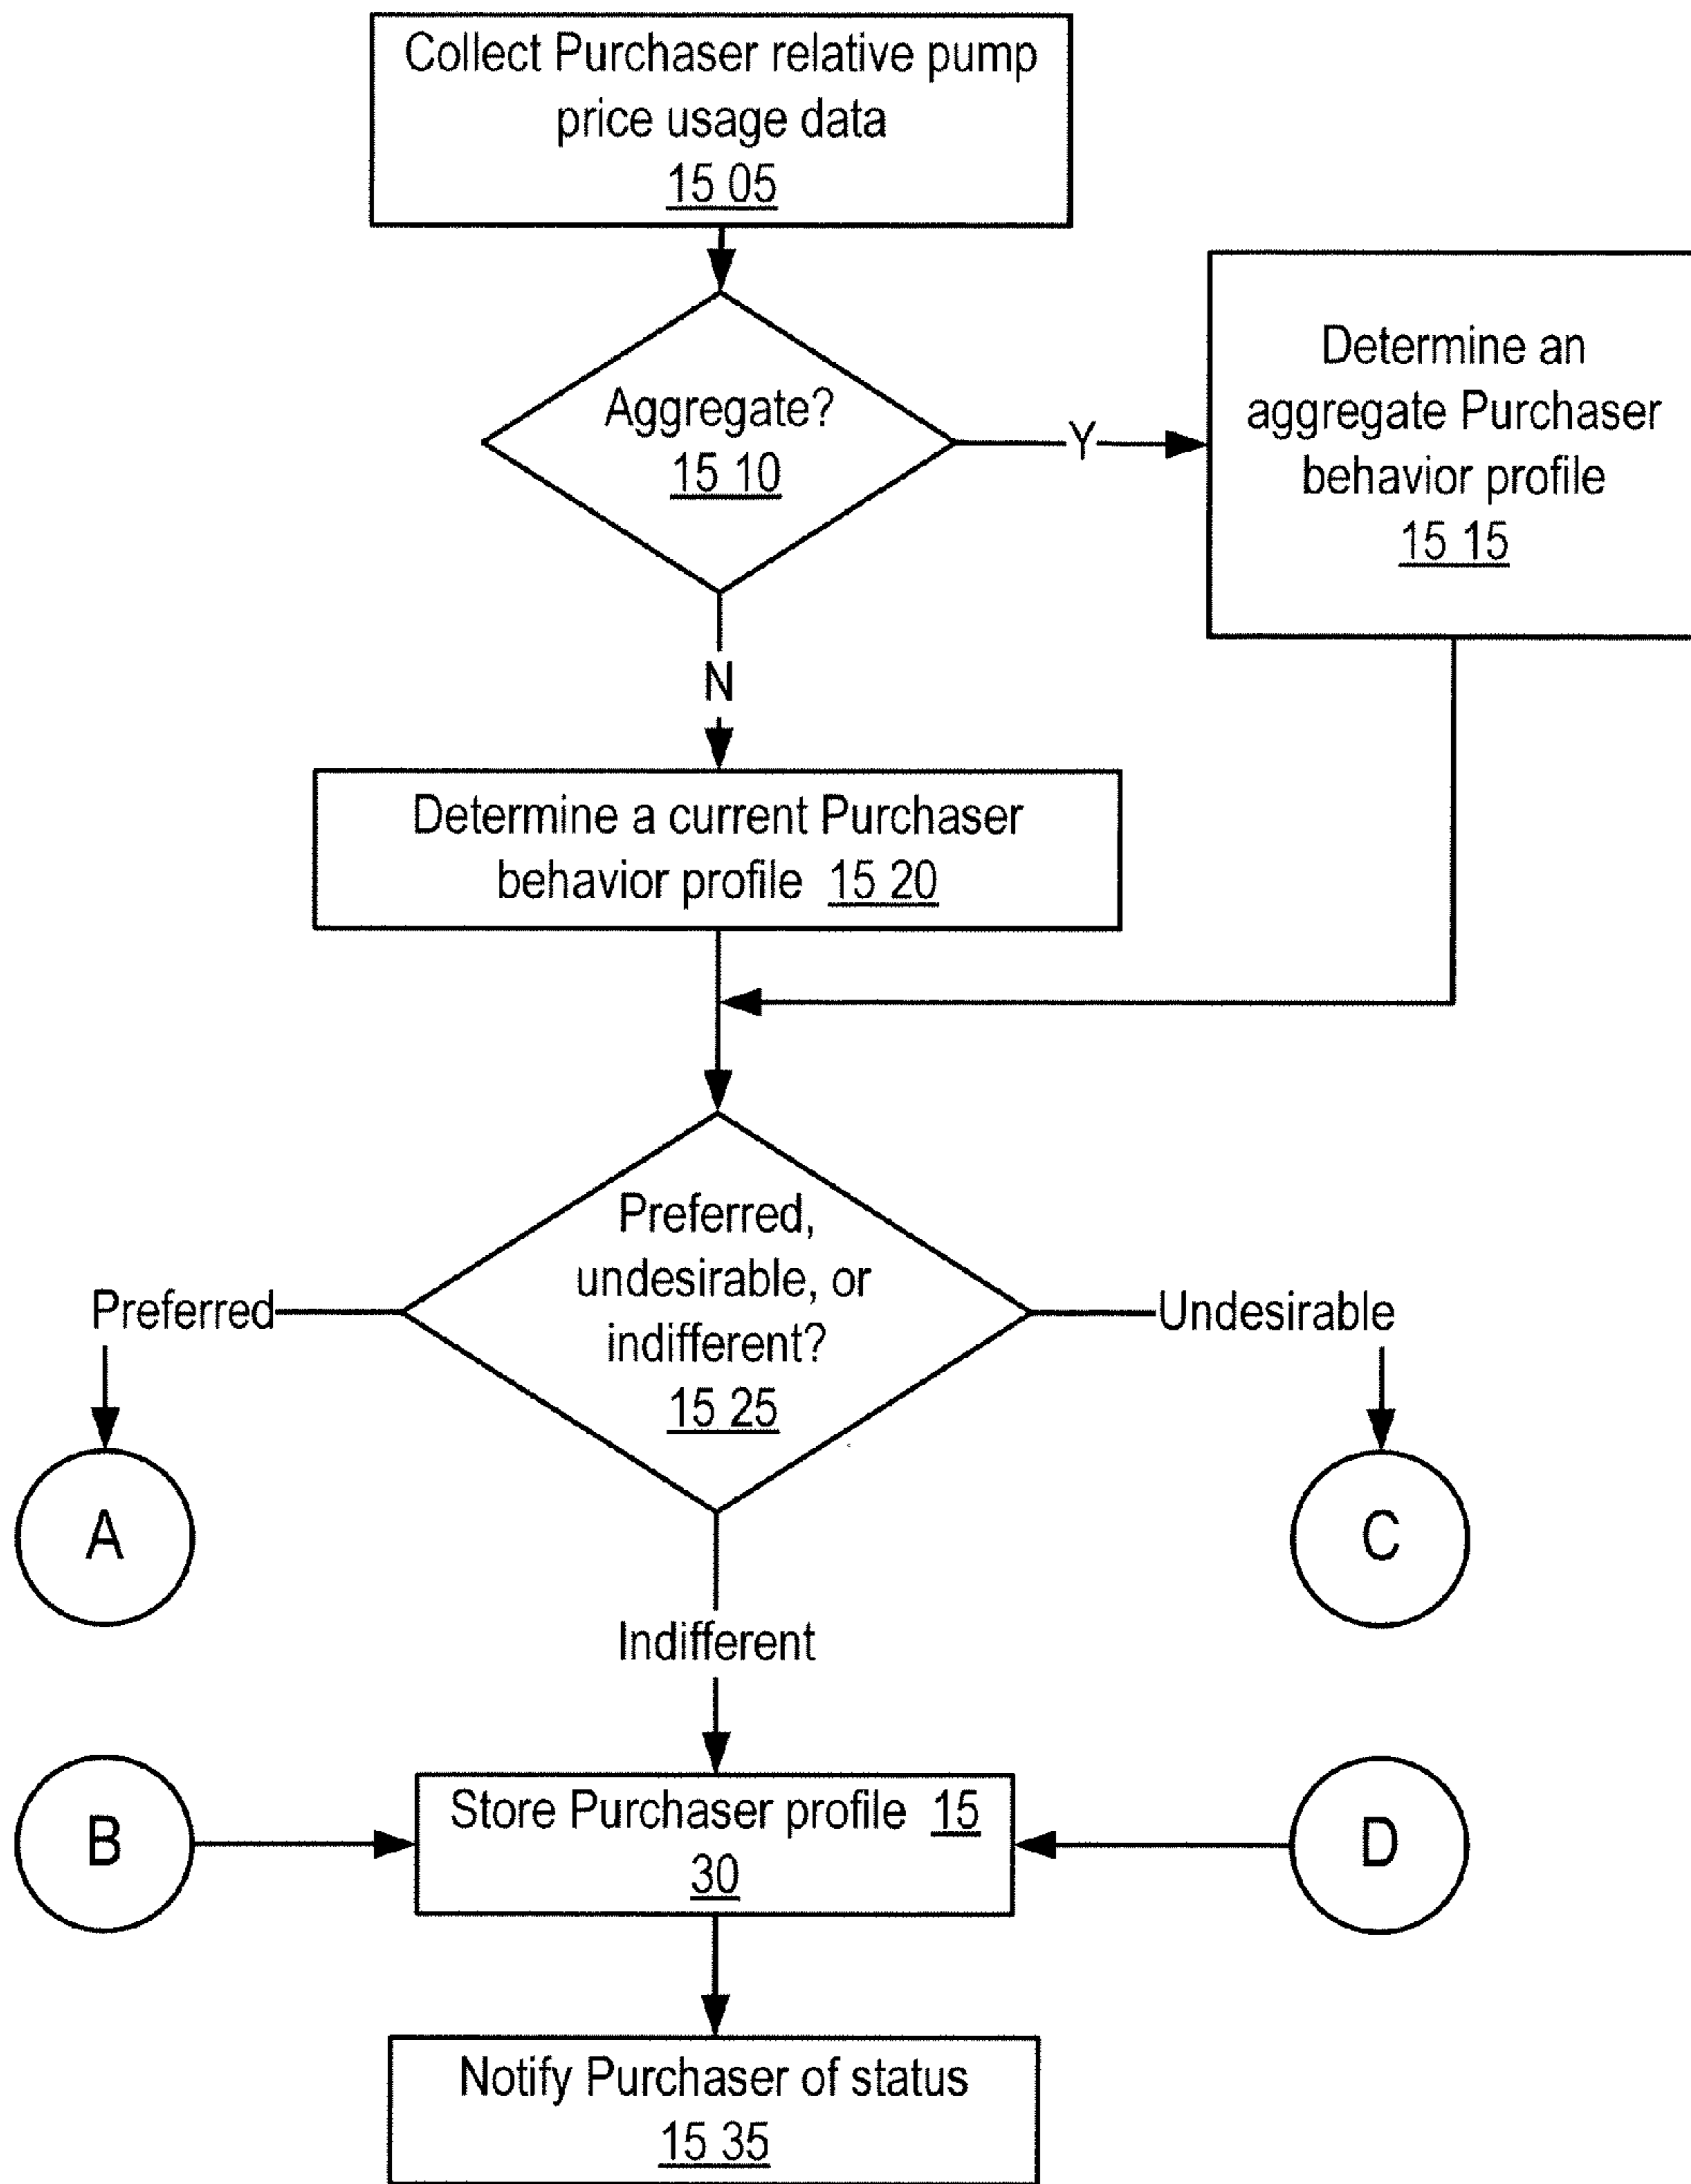 Collect Purchaser relative pump
price usage data
15 05
Aggregate?
15 10
Y
Determine an
aggregate Purchaser
behavior profile
15 15
N
Determine a current Purchaser
behavior profile 15 20
Preferred,
undesirable, or
indifferent?
15 25
Preferred
Undesirable
A
C
Indifferent
B
Store Purchaser profile 15
30
D
Notify Purchaser of status
15 35